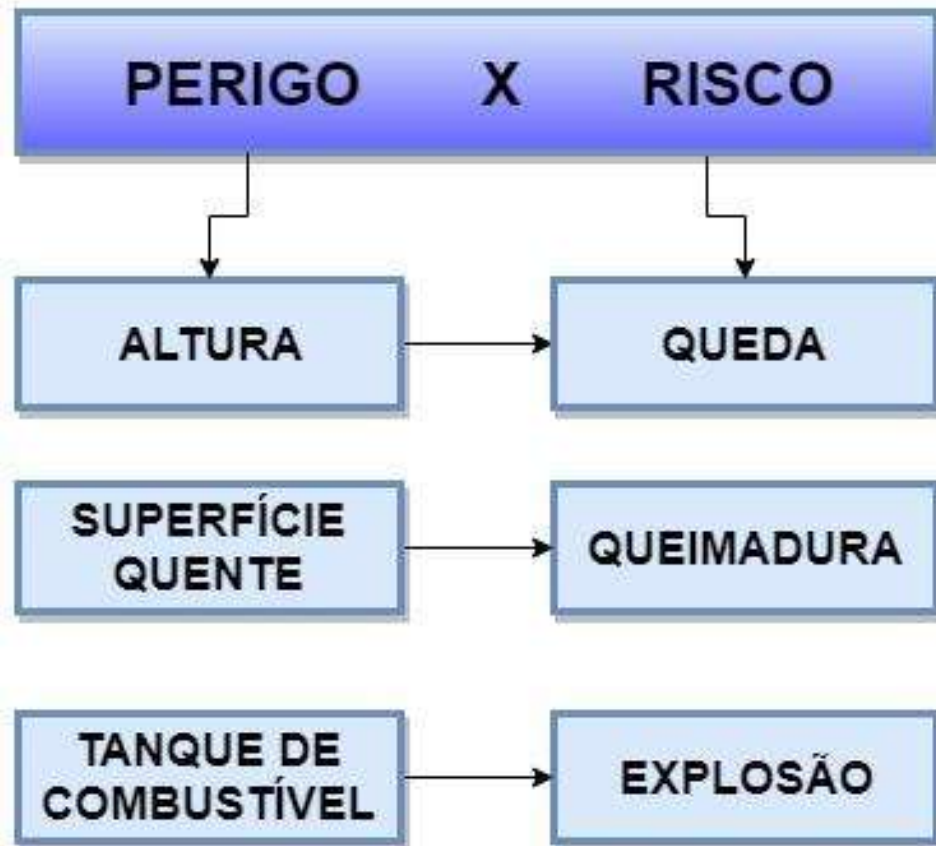 PERIGO X RISCO
ALTURA
QUEDA
SUPERFÍCIE
QUENTE
QUEIMADURA
TANQUE DE
COMBUSTÍVEL
EXPLOSÃO